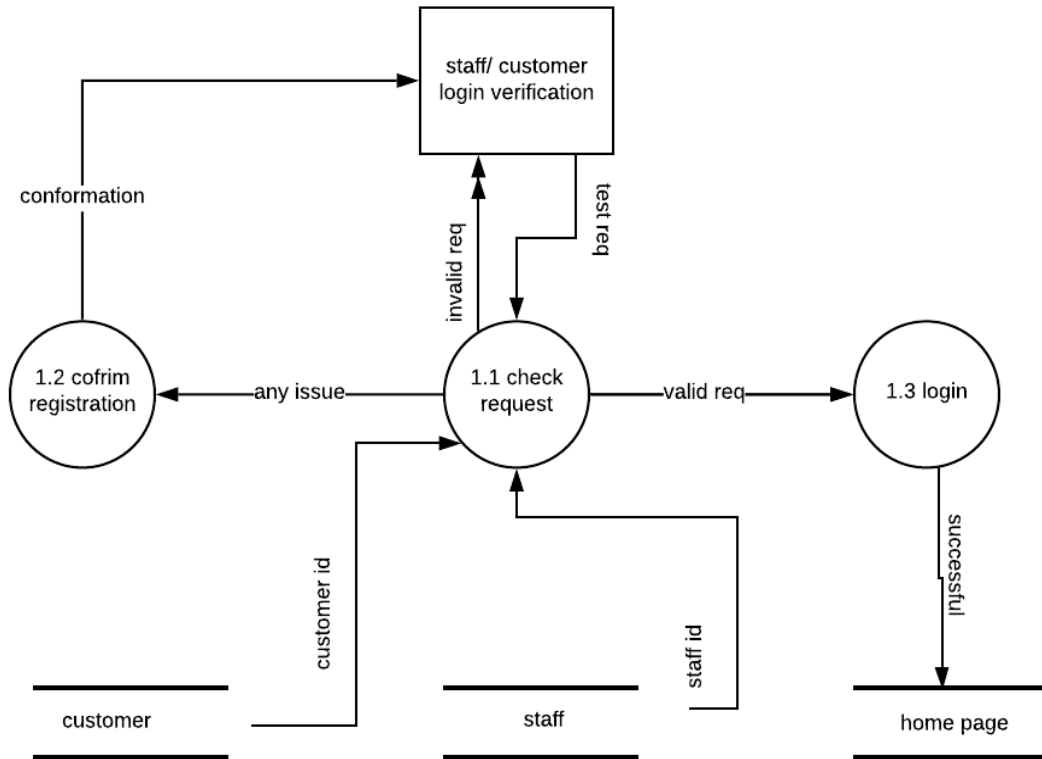 staff/ customer
login verification
conformation
invalid req
test req
1.2 cofrim
registration
any issue
1.1 check
request
valid req
1.3 login
customer id
staff id
successful
customer
staff
home page